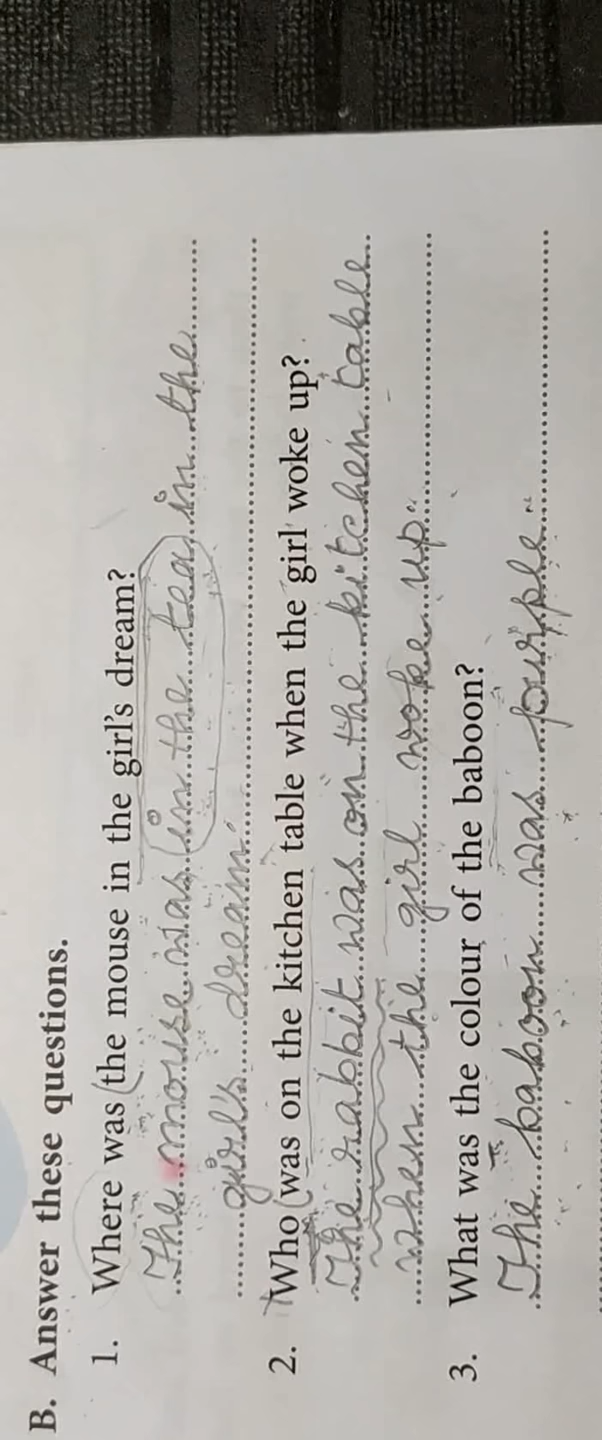 B. Answer these questions.
1. Where was the mouse in the girl's dream?
The mouse was in the tea in the
girl's dream.
2. Who was on the kitchen table when the girl woke up?
The rabbit was on the kitchen table
when the girl woke up.
3. What was the colour of the baboon?
The baboon was purple.